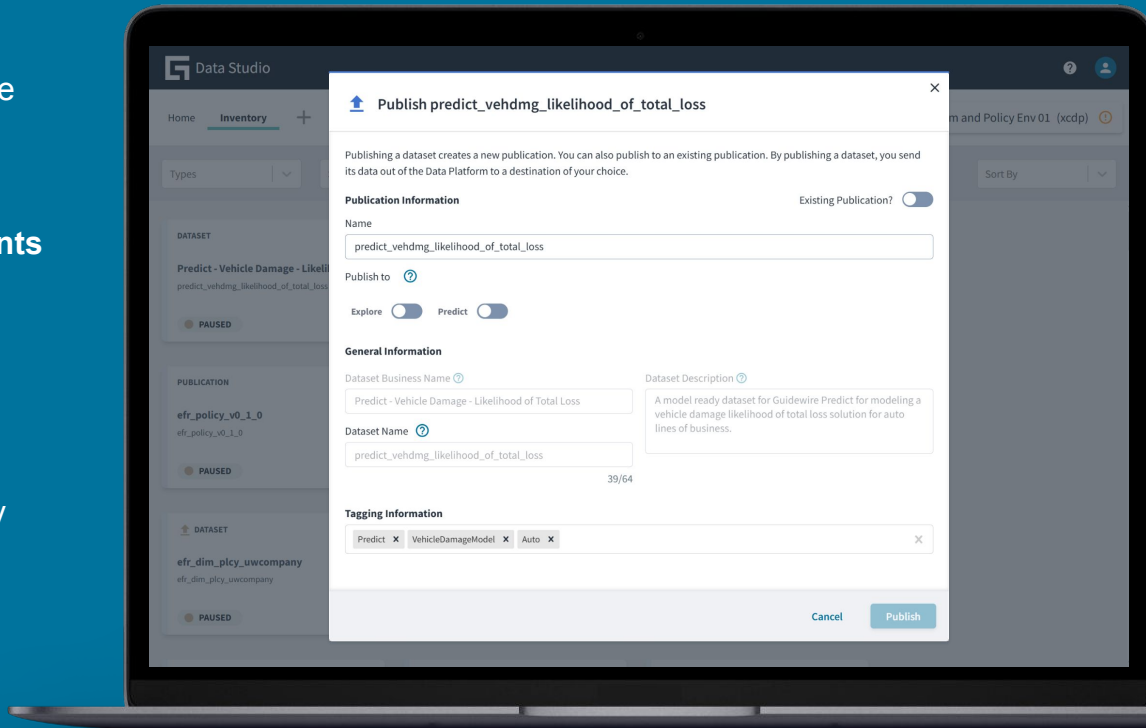 nts
Data Studio
Home
Inventory
m and Policy Env 01 (xcdp)
Types
Sort By
DATASET
Predict - Vehicle Damage - Likeli
predict_vehdmg_likelihood_of_total_loss
PAUSED
PUBLICATION
efr_policy_v0_1_0
efr_policy_v0_1_0
PAUSED
DATASET
efr_dim_plcy_uwcompany
efr_dim_plcy_uwcompany
PAUSED
Publish predict_vehdmg_likelihood_of_total_loss
Publishing a dataset creates a new publication. You can also publish to an existing publication. By publishing a dataset, you send
its data out of the Data Platform to a destination of your choice.
Publication Information
Existing Publication?
Name
predict_vehdmg_likelihood_of_total_loss
Publish to
Explore
Predict
General Information
Dataset Business Name
Predict - Vehicle Damage - Likelihood of Total Loss
Dataset Name
predict_vehdmg_likelihood_of_total_loss
39/64
Dataset Description
A model ready dataset for Guidewire Predict for modeling a
vehicle damage likelihood of total loss solution for auto
lines of business.
Tagging Information
Predict x VehicleDamageModel x Auto x
Cancel
Publish